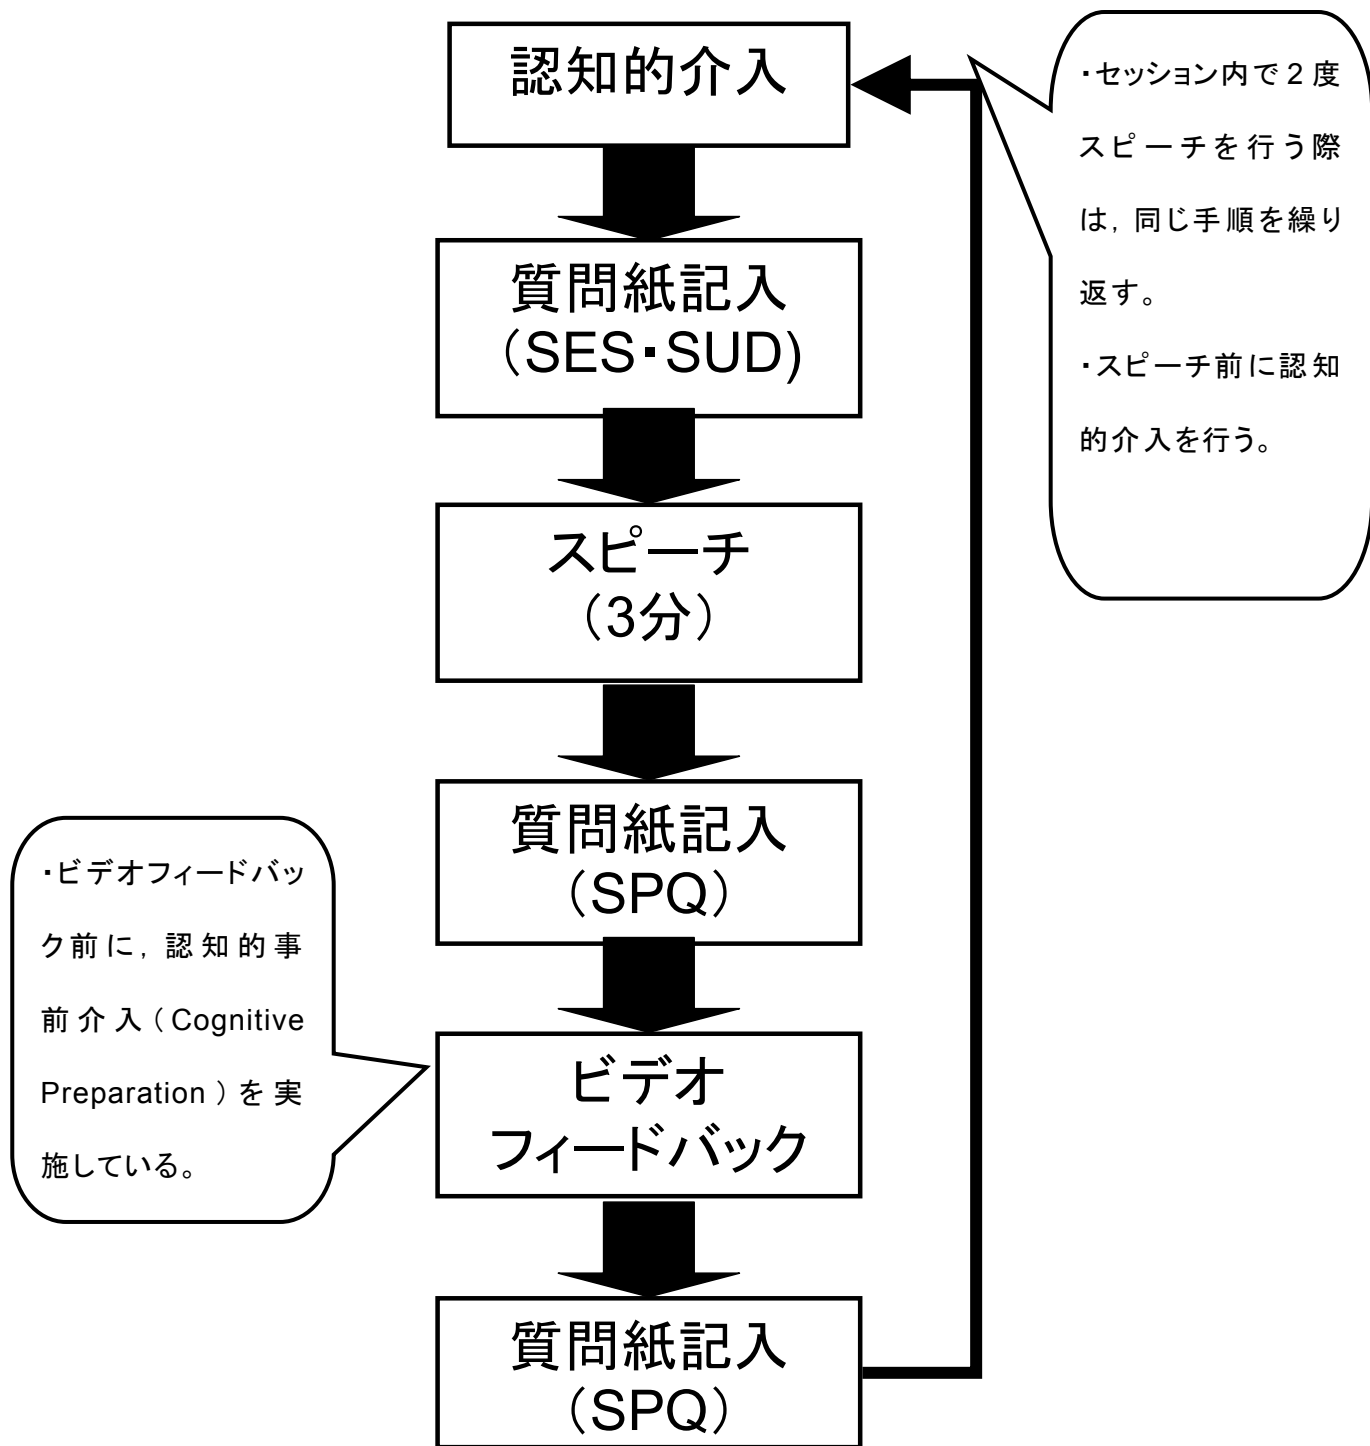 認知的介入
質問紙記入
（SES・SUD)
スピーチ
（3分）
質問紙記入
（SPQ）
ビデオ
フィードバック
質問紙記入
（SPQ）
・セッション内で２度
スピーチを行う際
は，同じ手順を繰り
返す。
・スピーチ前に認知
的介入を行う。
・ビデオフィードバッ
ク前に，認知的事
前介入（Cognitive
Preparation）を実
施している。